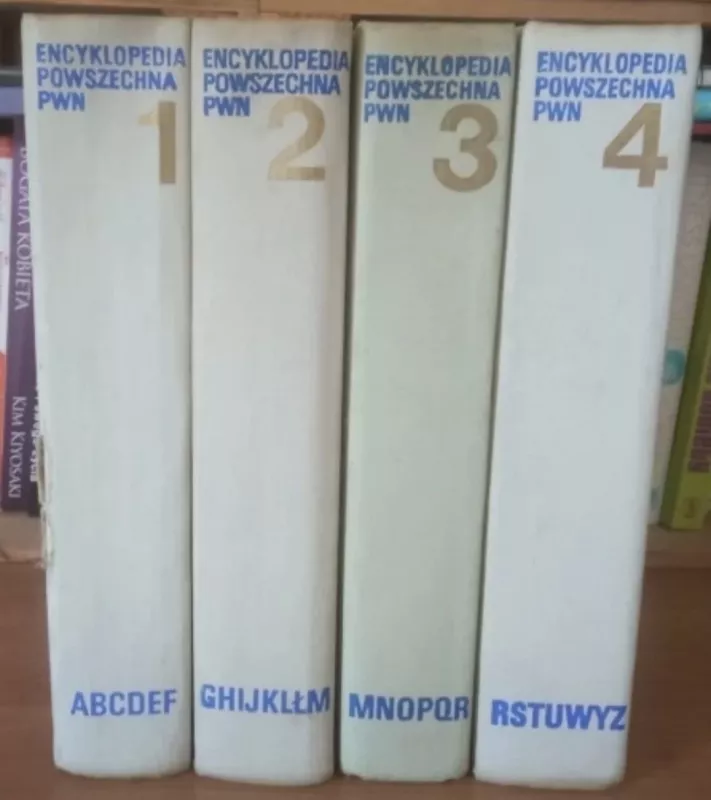 ENCYKLOPEDIA
POWSZECHNA
PWN
1
ABCDEF
ENCYKLOPEDIA
POWSZECHNA
PWN
2
GHIJKLŁM
ENCYKLOPEDIA
POWSZECHNA
PWN
3
MNOPQR
ENCYKLOPEDIA
POWSZECHNA
PWN
4
RSTUWYZ
BOGATA KOBIETA
KIM KIYOSAKI